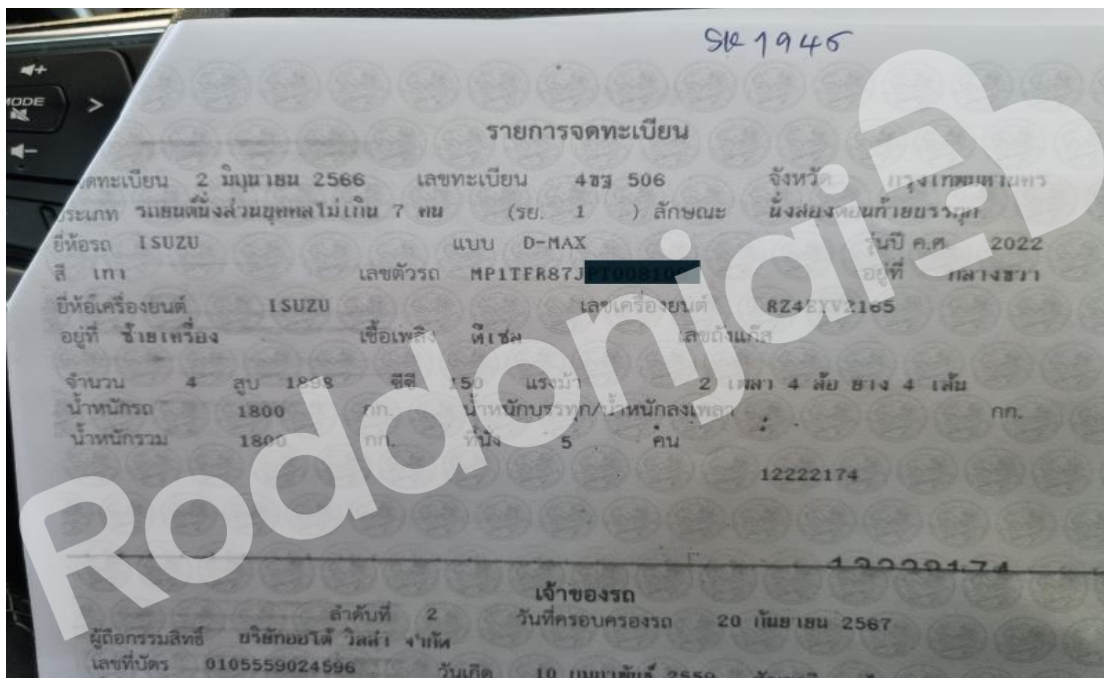 SK 1945
MODE
รายการจดทะเบียน
จดทะเบียน 2 มิถุนายน 2566 เลขทะเบียน 506 จังหวัด กรุงเทพมหานคร
ประเภท รถยนต์นั่งส่วนบุคคลไม่เกิน 7 คน (รย. 1 ) ลักษณะ นั่งสองตอนท้ายบรรทุก
ยี่ห้อรถ ISUZU แบบ D-MAX รุ่นปี ค.ศ. 2022
สี เทา เลขตัวรถ MP1TFR87J อยู่ที่ กลางขวา
ยี่ห้อเครื่องยนต์ ISUZU เลขเครื่องยนต์ RZ4EYV2165
อยู่ที่ ซ้ายเครื่อง เชื้อเพลิง ดีเซล เลขถังแก๊ส
จำนวน 4 สูบ 1898 ซีซี 150 แรงม้า 2 เพลา 4 ล้อ ยาง 4 เส้น
น้ำหนักรถ 1800 กก. น้ำหนักบรรทุก/น้ำหนักลงเพลา กก.
น้ำหนักรวม 1800 กก. ที่นั่ง 5 คน
12222174
12222174
เจ้าของรถ
ลำดับที่ 2 วันที่ครอบครองรถ 20 กันยายน 2567
ผู้ถือกรรมสิทธิ์ บริษัทออโต้ วิลล่า จำกัด
เลขที่บัตร 0105559024596 วันเกิด 10 กุมภาพันธ์ 2559
Roddonjai